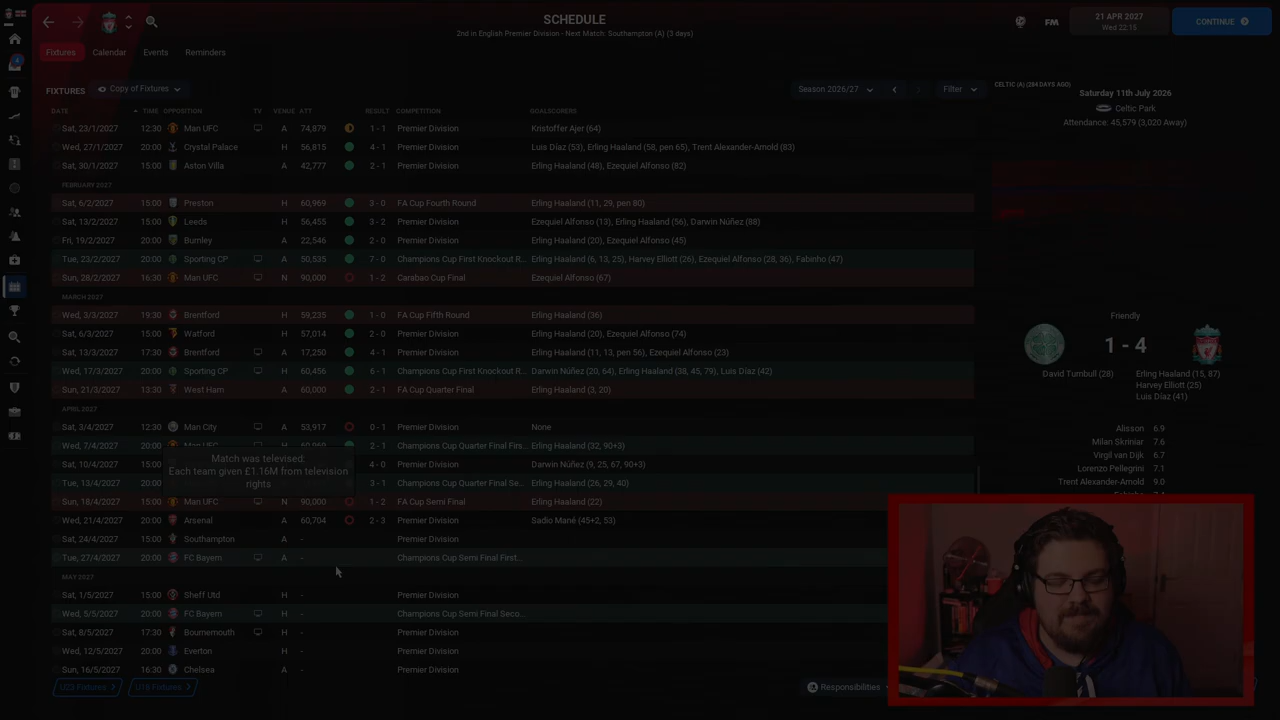 SCHEDULE
2nd in English Premier Division - Next Match, Southampton (A) (3 days)
FM
21 APR 2027
Wed 22:15
CONTINUE
Fixtures Calendar Events Reminders
FIXTURES Copy of Fixtures Season 2026/27 Filter
DATE TIME OPPOSITION TV VENUE ATT RESULT COMPETITION GOALSCORERS
Sat, 23/1/2027 12:30 Man UFC A 74,879 1 - 1 Premier Division Kristoffer Ajer (64)
Wed, 27/1/2027 20:00 Crystal Palace H 56,815 4 - 1 Premier Division Luis Díaz (53), Erling Haaland (58, pen 65), Trent Alexander-Arnold (83)
Sat, 30/1/2027 15:00 Aston Villa A 42,777 2 - 1 Premier Division Erling Haaland (48), Ezequiel Alfonso (82)
FEBRUARY 2027
Sat, 6/2/2027 15:00 Preston H 60,969 3 - 0 FA Cup Fourth Round Erling Haaland (11, 29, pen 80)
Sat, 13/2/2027 15:00 Leeds H 56,455 3 - 2 Premier Division Ezequiel Alfonso (13), Erling Haaland (56), Darwin Núñez (88)
Fri, 19/2/2027 20:00 Burnley A 22,546 2 - 0 Premier Division Erling Haaland (20), Ezequiel Alfonso (45)
Tue, 23/2/2027 20:00 Sporting CP A 50,535 7 - 0 Champions Cup First Knockout R... Erling Haaland (6, 13, 25), Harvey Elliott (26), Ezequiel Alfonso (28, 36), Fabinho (47)
Sun, 28/2/2027 16:30 Man UFC N 90,000 1 - 2 Carabao Cup Final Ezequiel Alfonso (67)
MARCH 2027
Wed, 3/3/2027 19:30 Brentford H 59,235 1 - 0 FA Cup Fifth Round Erling Haaland (36)
Sat, 6/3/2027 15:00 Watford H 57,014 2 - 0 Premier Division Erling Haaland (20), Ezequiel Alfonso (74)
Sat, 13/3/2027 17:30 Brentford A 17,250 4 - 1 Premier Division Erling Haaland (11, 13, pen 56), Ezequiel Alfonso (23)
Wed, 17/3/2027 20:00 Sporting CP H 60,456 6 - 1 Champions Cup First Knockout R... Darwin Núñez (20, 64), Erling Haaland (38, 45, 79), Luis Díaz (42)
Sun, 21/3/2027 13:30 West Ham A 60,000 2 - 1 FA Cup Quarter Final Erling Haaland (3, 20)
APRIL 2027
Sat, 3/4/2027 12:30 Man City A 53,917 0 - 1 Premier Division None
Wed, 7/4/2027 20:00 Man UFC H 60,969 2 - 1 Champions Cup Quarter Final Firs... Erling Haaland (32, 90+3)
Sat, 10/4/2027 15:00 4 - 0 Premier Division Darwin Núñez (9, 25, 67, 90+3)
Tue, 13/4/2027 20:00 3 - 1 Champions Cup Quarter Final Se... Erling Haaland (26, 29, 40)
Match was televised;
Each team given £1.16M from television
rights
Sun, 18/4/2027 15:00 Man UFC N 90,000 1 - 2 FA Cup Semi Final Erling Haaland (22)
Wed, 21/4/2027 20:00 Arsenal A 60,704 2 - 3 Premier Division Sadio Mané (45+2, 53)
Sat, 24/4/2027 15:00 Southampton A - Premier Division
Tue, 27/4/2027 20:00 FC Bayern A - Champions Cup Semi Final First...
MAY 2027
Sat, 1/5/2027 15:00 Sheff Utd H - Premier Division
Wed, 5/5/2027 20:00 FC Bayern H - Champions Cup Semi Final Seco...
Sat, 8/5/2027 17:30 Bournemouth H - Premier Division
Wed, 12/5/2027 20:00 Everton H - Premier Division
Sun, 16/5/2027 16:30 Chelsea A - Premier Division
U23 Fixtures U18 Fixtures Responsibilities
CELTIC (A) (284 DAYS AGO)
Saturday 11th July 2026
Celtic Park
Attendance: 45,579 (3,020 Away)
Friendly
1 - 4
David Turnbull (28) Erling Haaland (15, 87)
Harvey Elliott (25)
Luis Díaz (41)
Alisson 6.9
Milan Skriniar 7.6
Virgil van Dijk 6.7
Lorenzo Pellegrini 7.1
Trent Alexander-Arnold 9.0